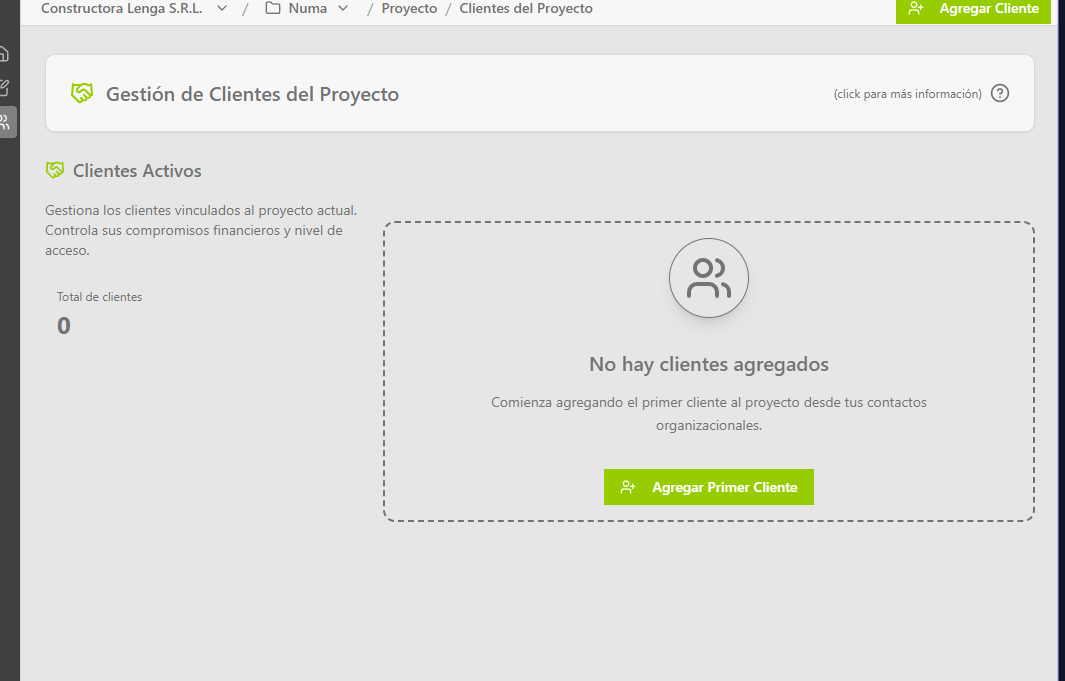 Constructora Lenga S.R.L. / Numa / Proyecto / Clientes del Proyecto
Agregar Cliente
Gestión de Clientes del Proyecto
(click para más información) ?
Clientes Activos
Gestiona los clientes vinculados al proyecto actual.
Controla sus compromisos financieros y nivel de
acceso.
Total de clientes
0
No hay clientes agregados
Comienza agregando el primer cliente al proyecto desde tus contactos
organizacionales.
Agregar Primer Cliente